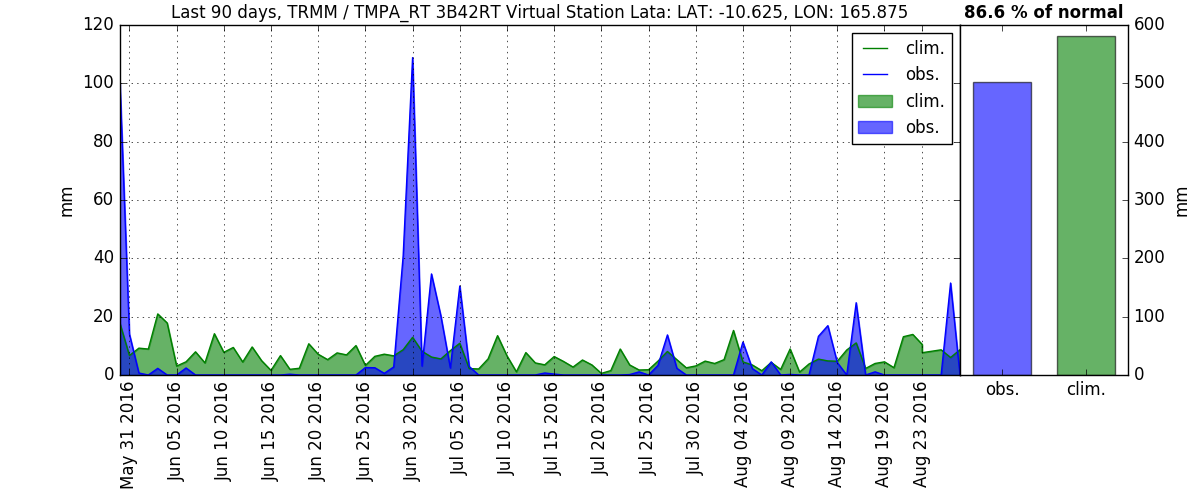 Last 90 days, TRMM / TMPA_RT 3B42RT Virtual Station Lata: LAT: -10.625, LON: 165.875
86.6 % of normal
120
100
80
60
40
20
0
mm
clim.
obs.
clim.
obs.
600
500
400
300
200
100
0
mm
May 31 2016
Jun 05 2016
Jun 10 2016
Jun 15 2016
Jun 20 2016
Jun 25 2016
Jun 30 2016
Jul 05 2016
Jul 10 2016
Jul 15 2016
Jul 20 2016
Jul 25 2016
Jul 30 2016
Aug 04 2016
Aug 09 2016
Aug 14 2016
Aug 19 2016
Aug 23 2016
obs.
clim.